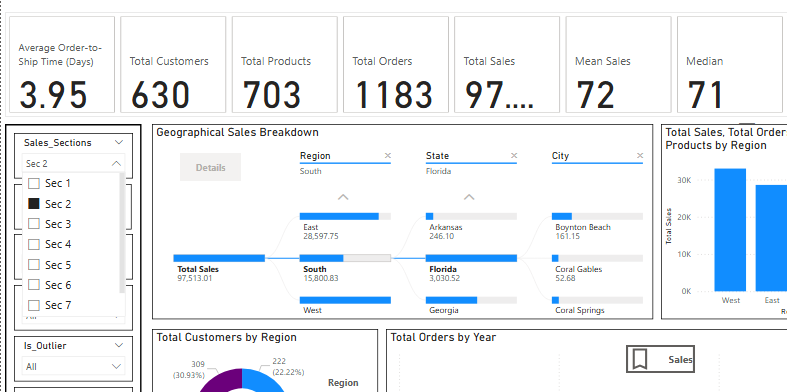 Average Order-to-
Ship Time (Days)
3.95
Total Customers
630
Total Products
703
Total Orders
1183
Total Sales
97....
Mean Sales
72
Median
71
Sales_Sections
Sec 2
Sec 1
Sec 2
Sec 3
Sec 4
Sec 5
Sec 6
Sec 7
Is_Outlier
All
Geographical Sales Breakdown
Details
Region
South
State
Florida
City
East
28,597.75
Arkansas
246.10
Boynton Beach
161.15
Total Sales
97,513.01
South
15,800.83
Florida
3,030.52
Coral Gables
52.68
West
Georgia
Coral Springs
Total Sales, Total Order
Products by Region
Total Sales
30K
20K
10K
0K
West
East
Total Customers by Region
309
(30.93%)
222
(22.22%)
Region
Total Orders by Year
Sales